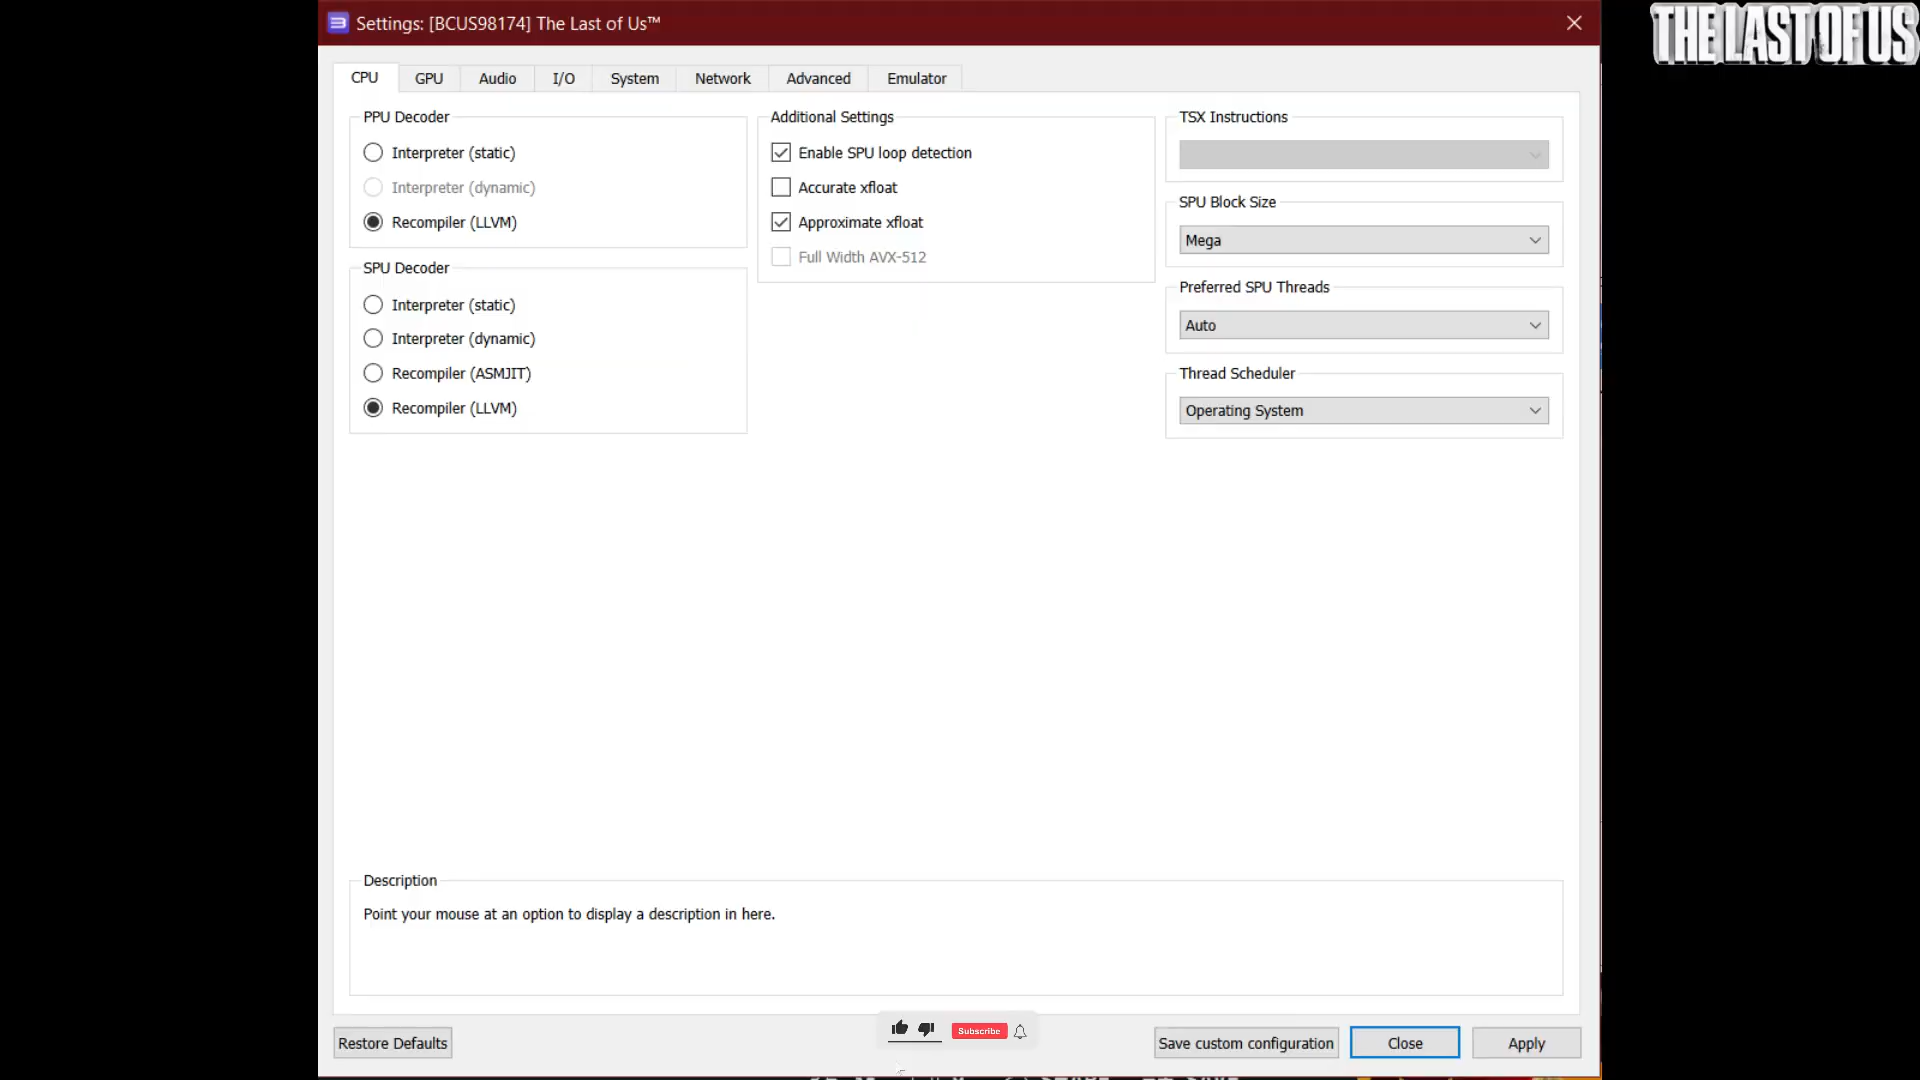 Settings: [BCUS98174] The Last of Us™
THE LAST OF US
CPU GPU Audio I/O System Network Advanced Emulator
PPU Decoder
Interpreter (static)
Interpreter (dynamic)
Recompiler (LLVM)
SPU Decoder
Interpreter (static)
Interpreter (dynamic)
Recompiler (ASMJIT)
Recompiler (LLVM)
Additional Settings
Enable SPU loop detection
Accurate xfloat
Approximate xfloat
Full Width AVX-512
TSX Instructions
SPU Block Size
Mega
Preferred SPU Threads
Auto
Thread Scheduler
Operating System
Description
Point your mouse at an option to display a description in here.
Restore Defaults
Subscribe
Save custom configuration
Close
Apply